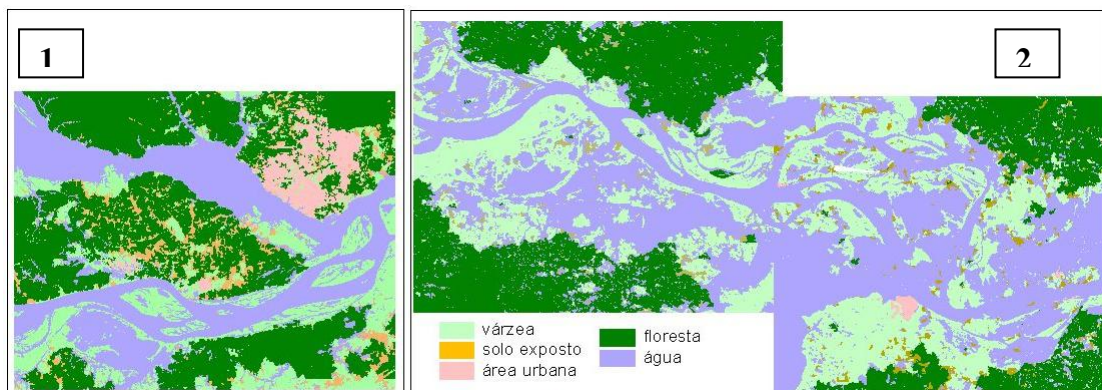 1
2
várzea
solo exposto
área urbana
floresta
água